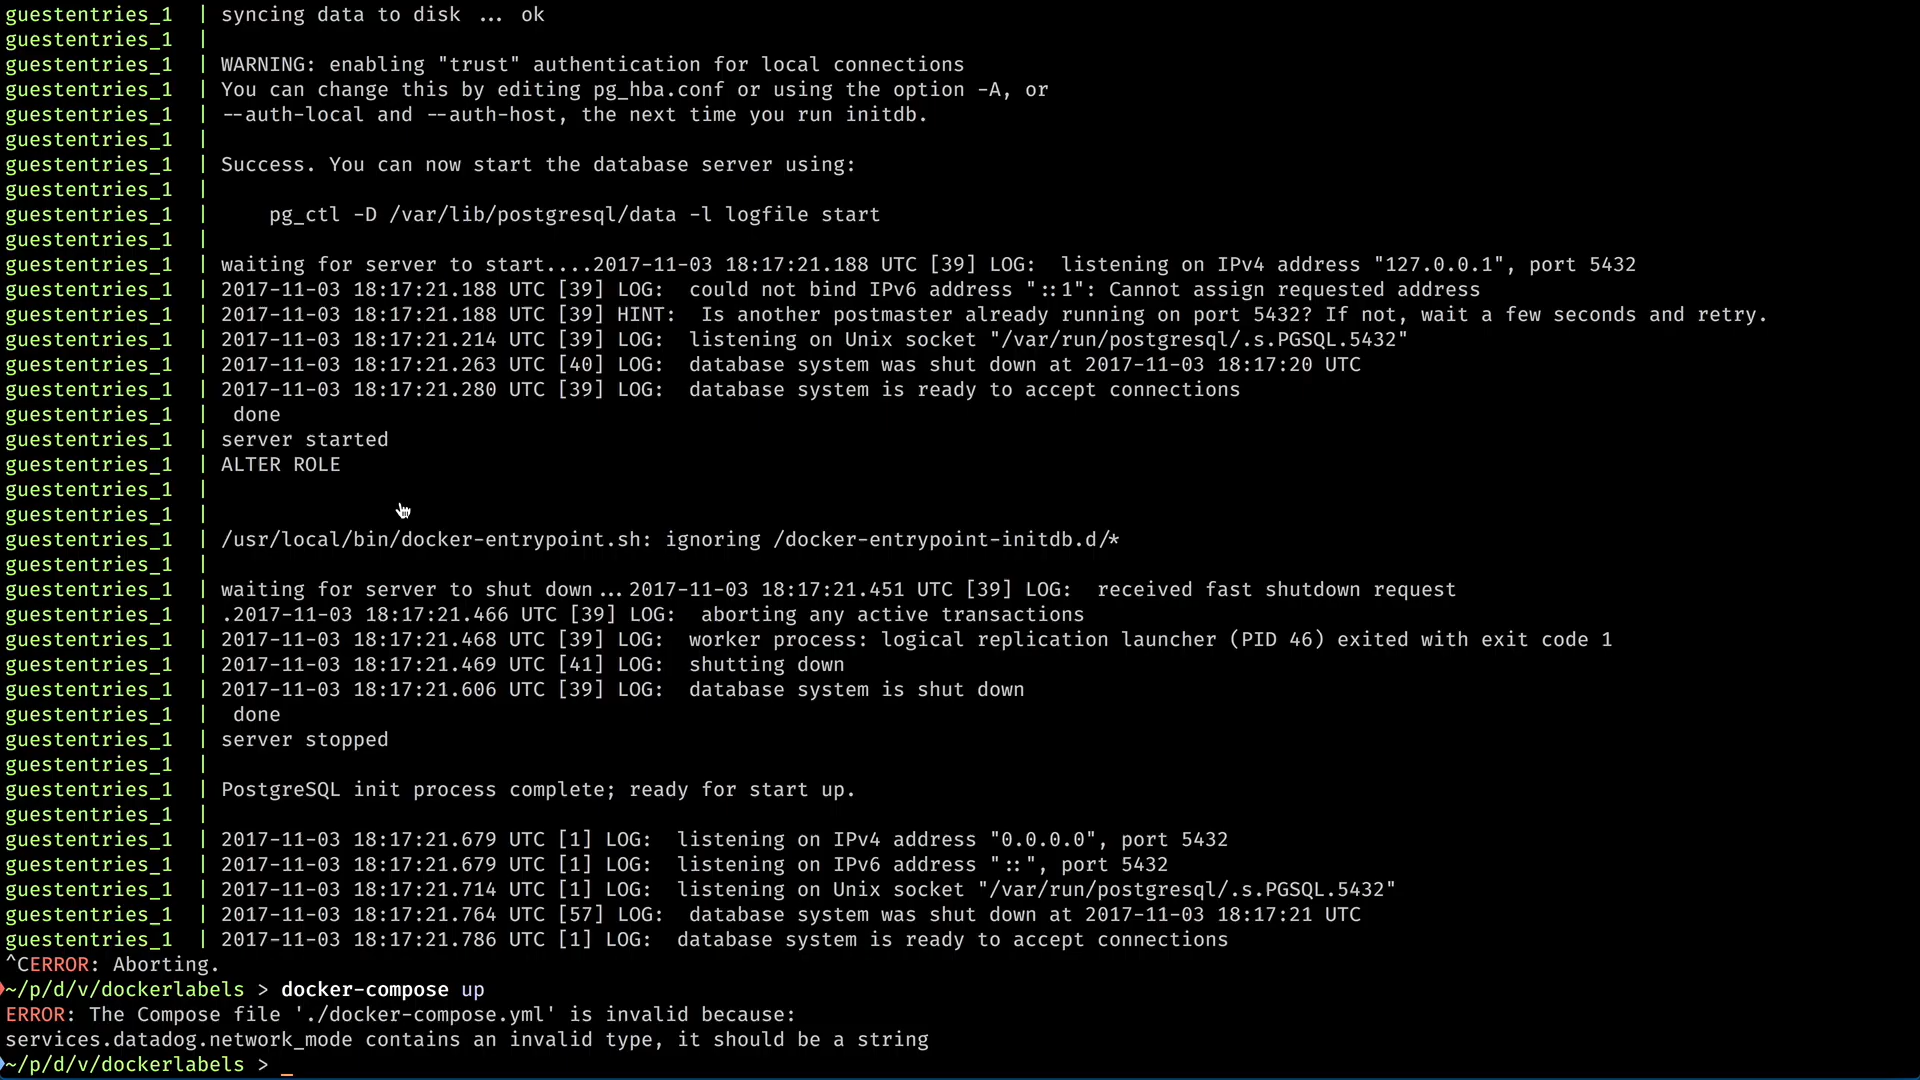 guestentries_1  | syncing data to disk ... ok
guestentries_1  |
guestentries_1  | WARNING: enabling "trust" authentication for local connections
guestentries_1  | You can change this by editing pg_hba.conf or using the option -A, or
guestentries_1  | --auth-local and --auth-host, the next time you run initdb.
guestentries_1  |
guestentries_1  | Success. You can now start the database server using:
guestentries_1  |
guestentries_1  |     pg_ctl -D /var/lib/postgresql/data -l logfile start
guestentries_1  |
guestentries_1  | waiting for server to start....2017-11-03 18:17:21.188 UTC [39] LOG:  listening on IPv4 address "127.0.0.1", port 5432
guestentries_1  | 2017-11-03 18:17:21.188 UTC [39] LOG:  could not bind IPv6 address "::1": Cannot assign requested address
guestentries_1  | 2017-11-03 18:17:21.188 UTC [39] HINT:  Is another postmaster already running on port 5432? If not, wait a few seconds and retry.
guestentries_1  | 2017-11-03 18:17:21.214 UTC [39] LOG:  listening on Unix socket "/var/run/postgresql/.s.PGSQL.5432"
guestentries_1  | 2017-11-03 18:17:21.263 UTC [40] LOG:  database system was shut down at 2017-11-03 18:17:20 UTC
guestentries_1  | 2017-11-03 18:17:21.280 UTC [39] LOG:  database system is ready to accept connections
guestentries_1  |  done
guestentries_1  | server started
guestentries_1  | ALTER ROLE
guestentries_1  |
guestentries_1  |
guestentries_1  | /usr/local/bin/docker-entrypoint.sh: ignoring /docker-entrypoint-initdb.d/*
guestentries_1  |
guestentries_1  | waiting for server to shut down...2017-11-03 18:17:21.451 UTC [39] LOG:  received fast shutdown request
guestentries_1  | .2017-11-03 18:17:21.466 UTC [39] LOG:  aborting any active transactions
guestentries_1  | 2017-11-03 18:17:21.468 UTC [39] LOG:  worker process: logical replication launcher (PID 46) exited with exit code 1
guestentries_1  | 2017-11-03 18:17:21.469 UTC [41] LOG:  shutting down
guestentries_1  | 2017-11-03 18:17:21.606 UTC [39] LOG:  database system is shut down
guestentries_1  |  done
guestentries_1  | server stopped
guestentries_1  |
guestentries_1  | PostgreSQL init process complete; ready for start up.
guestentries_1  |
guestentries_1  | 2017-11-03 18:17:21.679 UTC [1] LOG:  listening on IPv4 address "0.0.0.0", port 5432
guestentries_1  | 2017-11-03 18:17:21.679 UTC [1] LOG:  listening on IPv6 address "::", port 5432
guestentries_1  | 2017-11-03 18:17:21.714 UTC [1] LOG:  listening on Unix socket "/var/run/postgresql/.s.PGSQL.5432"
guestentries_1  | 2017-11-03 18:17:21.764 UTC [57] LOG:  database system was shut down at 2017-11-03 18:17:21 UTC
guestentries_1  | 2017-11-03 18:17:21.786 UTC [1] LOG:  database system is ready to accept connections
^CERROR: Aborting.
~/p/d/v/dockerlabels > docker-compose up
ERROR: The Compose file './docker-compose.yml' is invalid because:
services.datadog.network_mode contains an invalid type, it should be a string
~/p/d/v/dockerlabels > _